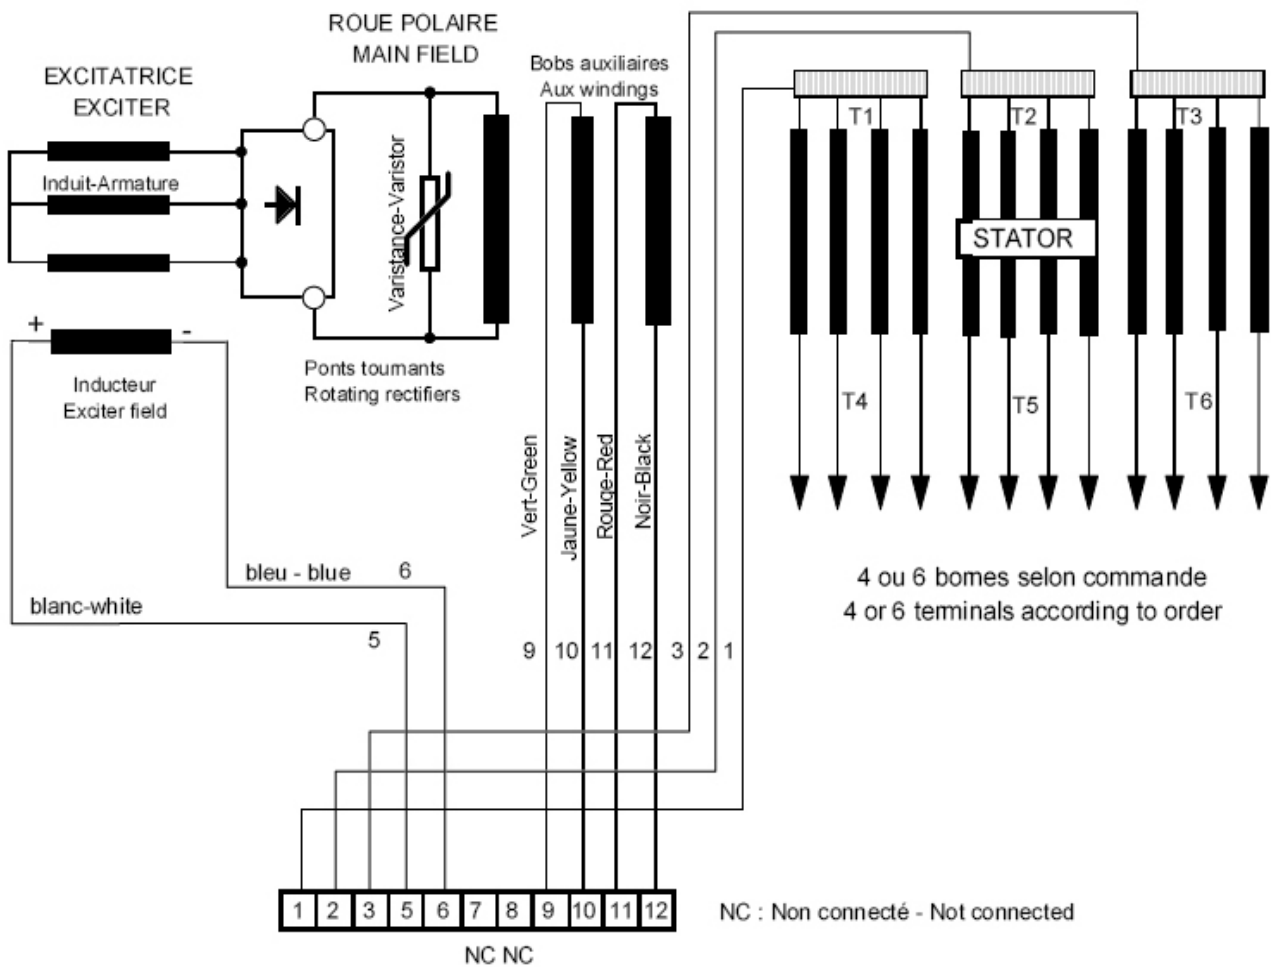 ROUE POLAIRE
MAIN FIELD
EXCITATRICE
EXCITER
Bobs auxiliaires
Aux windings
Induit-Armature
Varistance-Varistor
T1
T2
T3
STATOR
+
-
Inducteur
Exciter field
Ponts toumants
Rotating rectifiers
T4
T5
T6
Vert-Green
Jaune-Yellow
Rouge-Red
Noir-Black
bleu - blue
6
blanc-white
5
4 ou 6 bornes selon commande
4 or 6 terminals according to order
9
10
11
12
3
2
1
1 2 3 5 6 7 8 9 10 11 12
NC NC
NC : Non connecté - Not connected